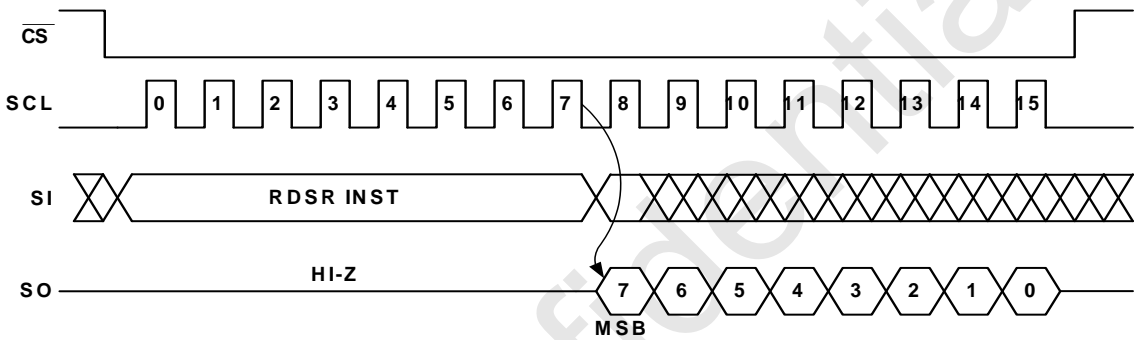 CS
SCL 0 1 2 3 4 5 6 7 8 9 10 11 12 13 14 15
SI RDSR INST
HI-Z
SO 7 6 5 4 3 2 1 0
MSB